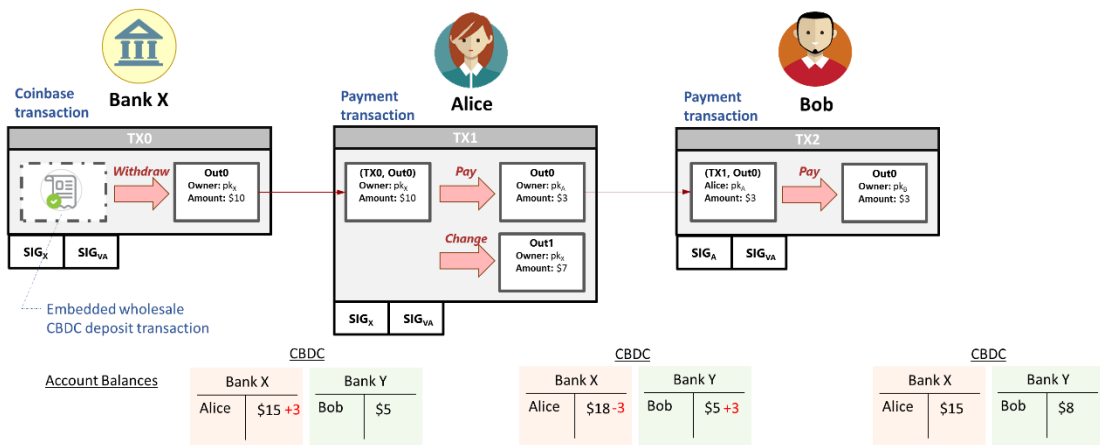 Bank X
Alice
Bob
Coinbase
transaction
Payment
transaction
Payment
transaction
TX0
Withdraw
Out0
Owner: pkX
Amount: $10
SIGX
SIGVA
Embedded wholesale
CBDC deposit transaction
TX1
(TX0, Out0)
Owner: pkX
Amount: $10
Pay
Out0
Owner: pkA
Amount: $3
Change
Out1
Owner: pkX
Amount: $7
SIGX
SIGVA
TX2
(TX1, Out0)
Alice: pkA
Amount: $3
Pay
Out0
Owner: pkB
Amount: $3
SIGA
SIGVA
Account Balances
CBDC
Bank X
Alice
$15 +3
Bank Y
Bob
$5
CBDC
Bank X
Alice
$18 -3
Bank Y
Bob
$5 +3
CBDC
Bank X
Alice
$15
Bank Y
Bob
$8